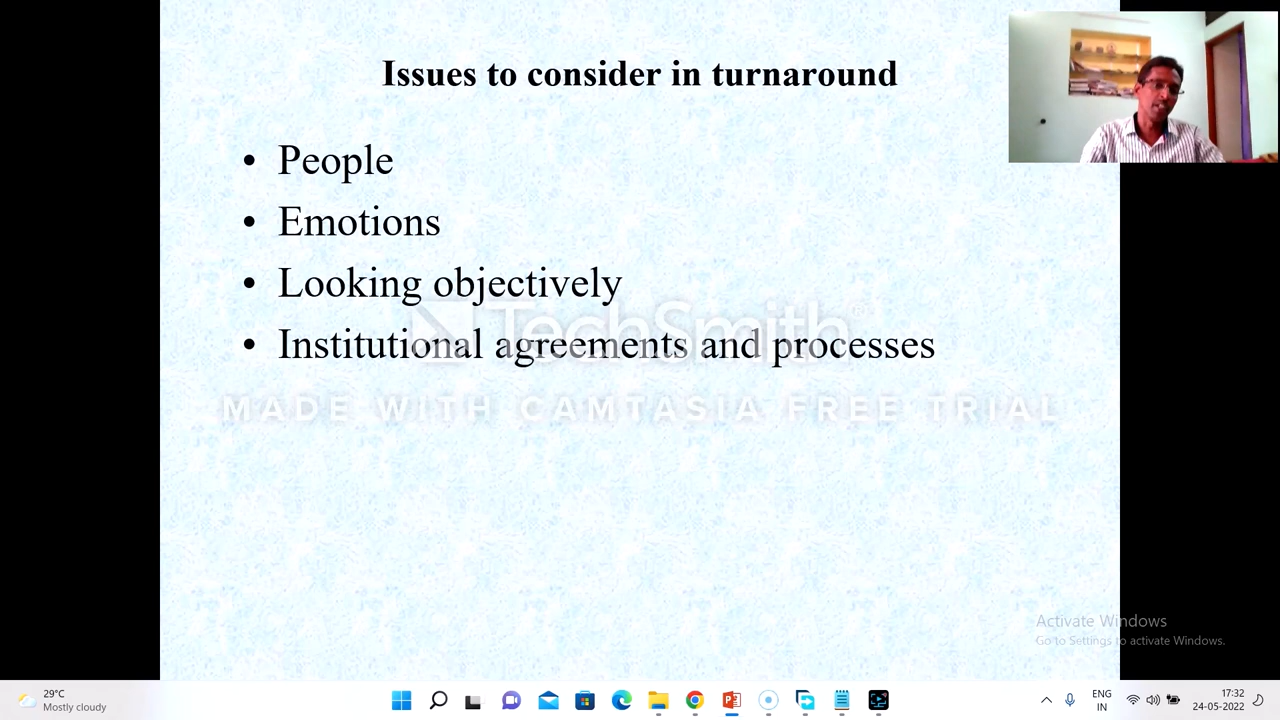 Issues to consider in turnaround
• People
• Emotions
• Looking objectively
• Institutional agreements and processes
TechSmith®
MADE WITH CAMTASIA FREE TRIAL
Activate Windows
Go to Settings to activate Windows.
29°C
Mostly cloudy
ENG
IN
17:32
24-05-2022